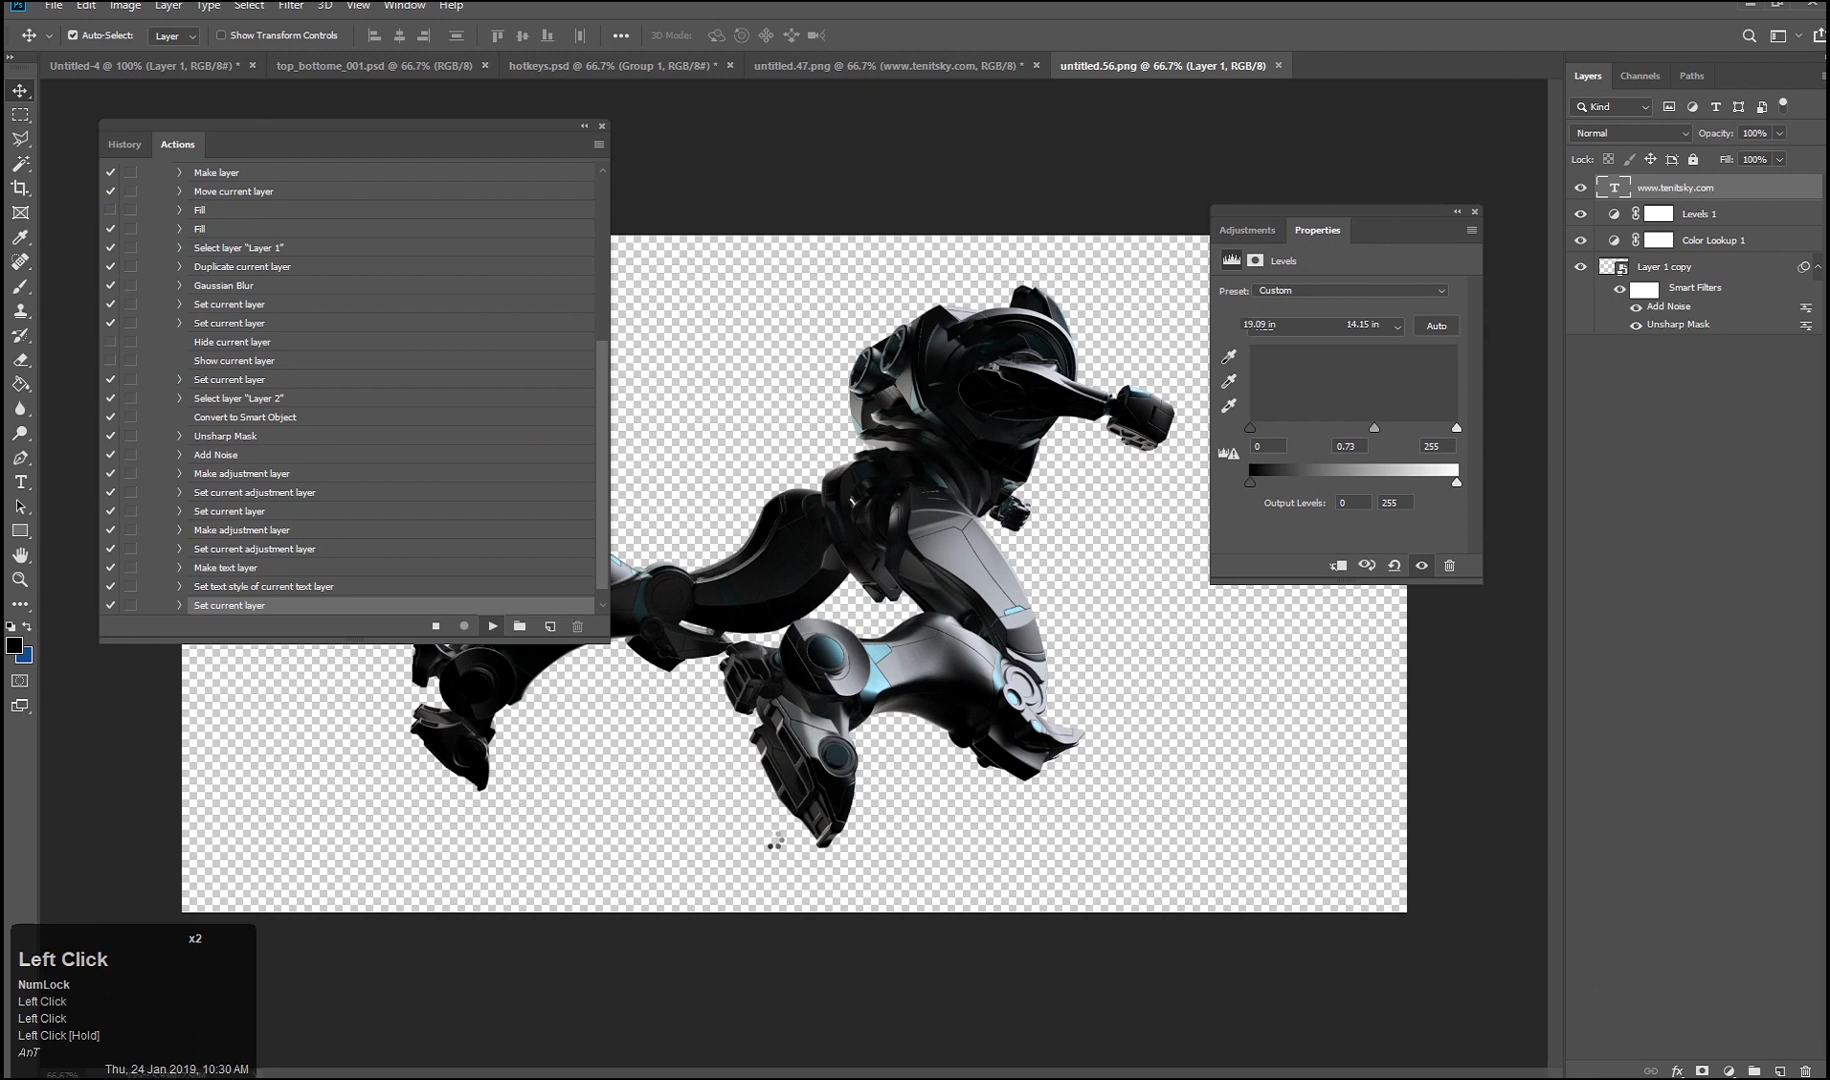 File Edit Image Layer Type Select Filter 3D View Window Help
Auto-Select: Layer Show Transform Controls 3D Mode:
Untitled-4 @ 100% (Layer 1, RGB/8#) * top_bottome_001.psd @ 66.7% (RGB/8) hotkeys.psd @ 66.7% (Group 1, RGB/8#) * untitled.47.png @ 66.7% (www.tenitsky.com, RGB/8) * untitled.56.png @ 66.7% (Layer 1, RGB/8)
History Actions
Make layer
Move current layer
Fill
Fill
Select layer "Layer 1"
Duplicate current layer
Gaussian Blur
Set current layer
Set current layer
Hide current layer
Show current layer
Set current layer
Select layer "Layer 2"
Convert to Smart Object
Unsharp Mask
Add Noise
Make adjustment layer
Set current adjustment layer
Set current layer
Make adjustment layer
Set current adjustment layer
Make text layer
Set text style of current text layer
Set current layer
Adjustments Properties
Levels
Preset: Custom
19.09 in 14.15 in Auto
0 0.73 255
Output Levels: 0 255
Layers Channels Paths
Kind
Normal Opacity: 100%
Lock: Fill: 100%
www.tenitsky.com
Levels 1
Color Lookup 1
Layer 1 copy
Smart Filters
Add Noise
Unsharp Mask
x2
Left Click
NumLock
Left Click
Left Click
Left Click [Hold]
AnT
Thu, 24 Jan 2019, 10:30 AM
66.67%